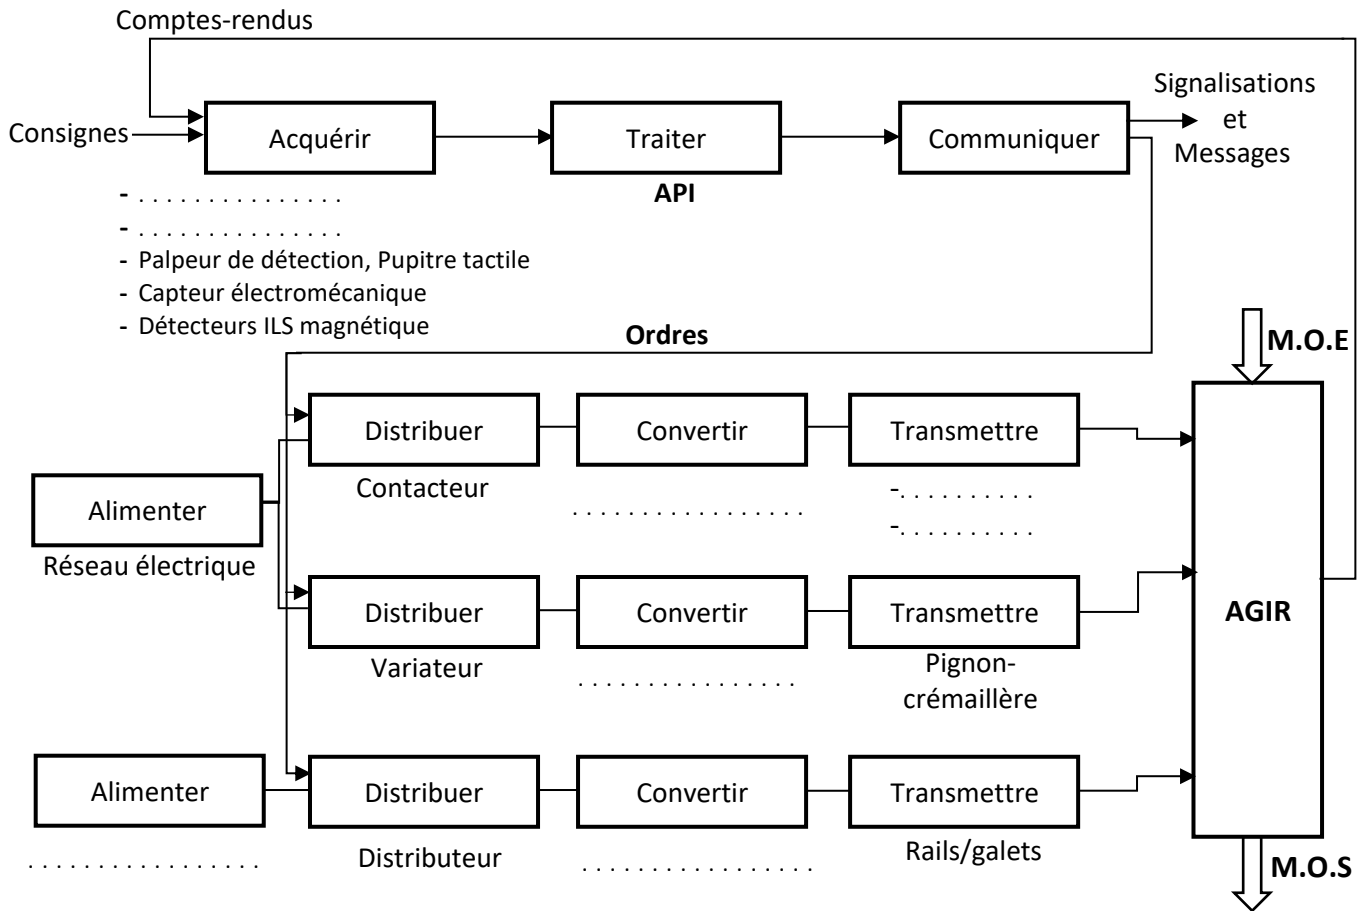 Comptes-rendus
Signalisations
et
Messages
Consignes
Acquérir
Traiter
Communiquer
API
- . . . . . . . . . . . . . . .
- . . . . . . . . . . . . . . .
- Palpeur de détection, Pupitre tactile
- Capteur électromécanique
- Détecteurs ILS magnétique
Ordres
M.O.E
Distribuer
Convertir
Transmettre
Contacteur
. . . . . . . . . . . . . . . . .
-. . . . . . . . . .
-. . . . . . . . . .
Alimenter
Réseau électrique
Distribuer
Convertir
Transmettre
AGIR
Variateur
. . . . . . . . . . . . . . . .
Pignon-
crémaillère
Alimenter
Distribuer
Convertir
Transmettre
. . . . . . . . . . . . . . . . .
Distributeur
. . . . . . . . . . . . . . . . .
Rails/galets
M.O.S